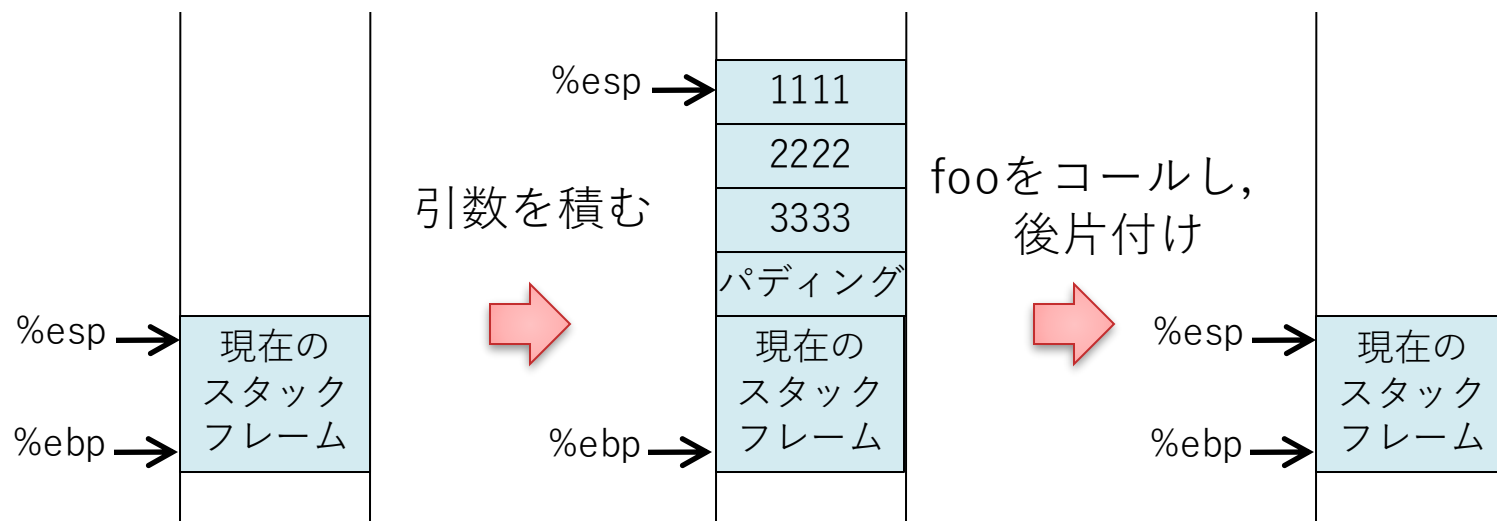 %esp
現在の
スタック
フレーム
%ebp
引数を積む
%esp
1111
2222
3333
パディング
現在の
スタック
フレーム
%ebp
fooをコールし,
後片付け
%esp
現在の
スタック
フレーム
%ebp